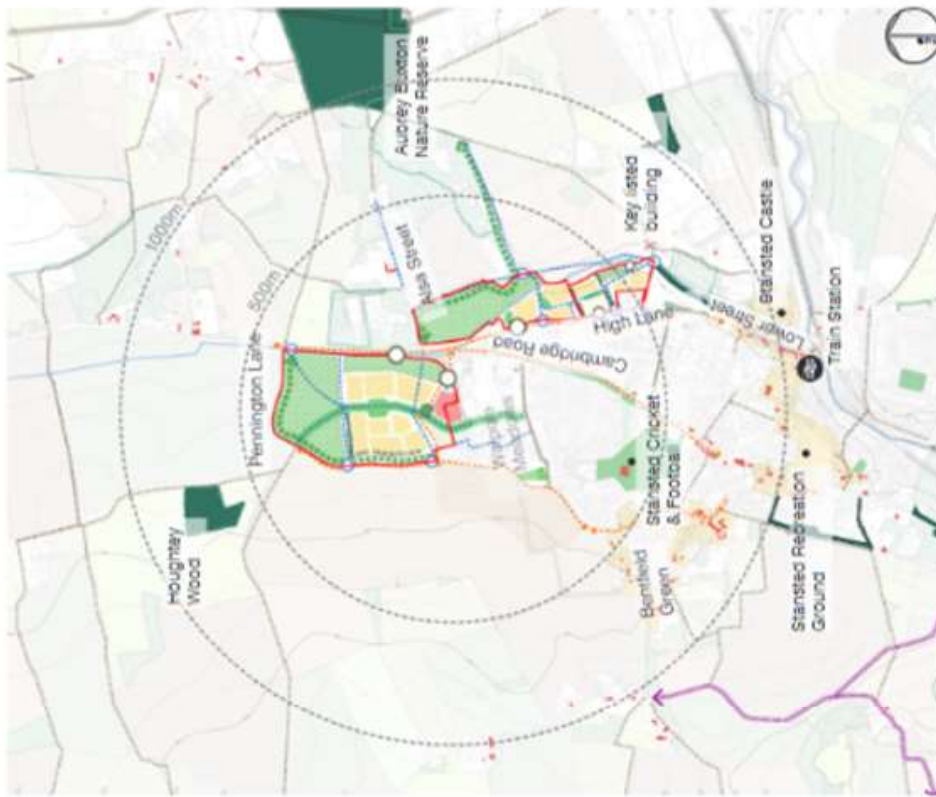 1000m
500m
Aubrey Buxton
Nature Reserve
Pennington Lane
Alsa Street
Houghtey
Wood
Key listed
building
High Lane
Cambridge Road
Lower Street
Stansted Castle
Train Station
Stansted Cricket
& Footbal
Bentfield
Green
Stansted Recreation
Ground